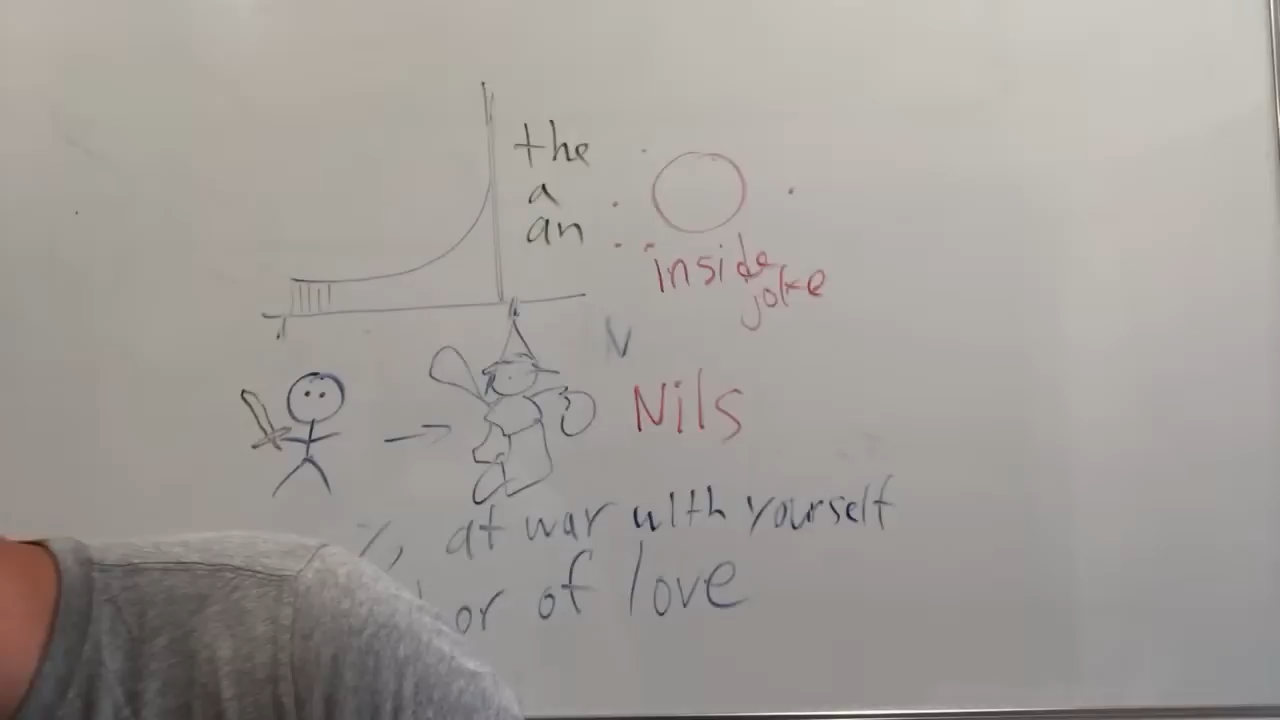 the
a
an
inside
joke
N
Nils
%, at war with yourself
or of love